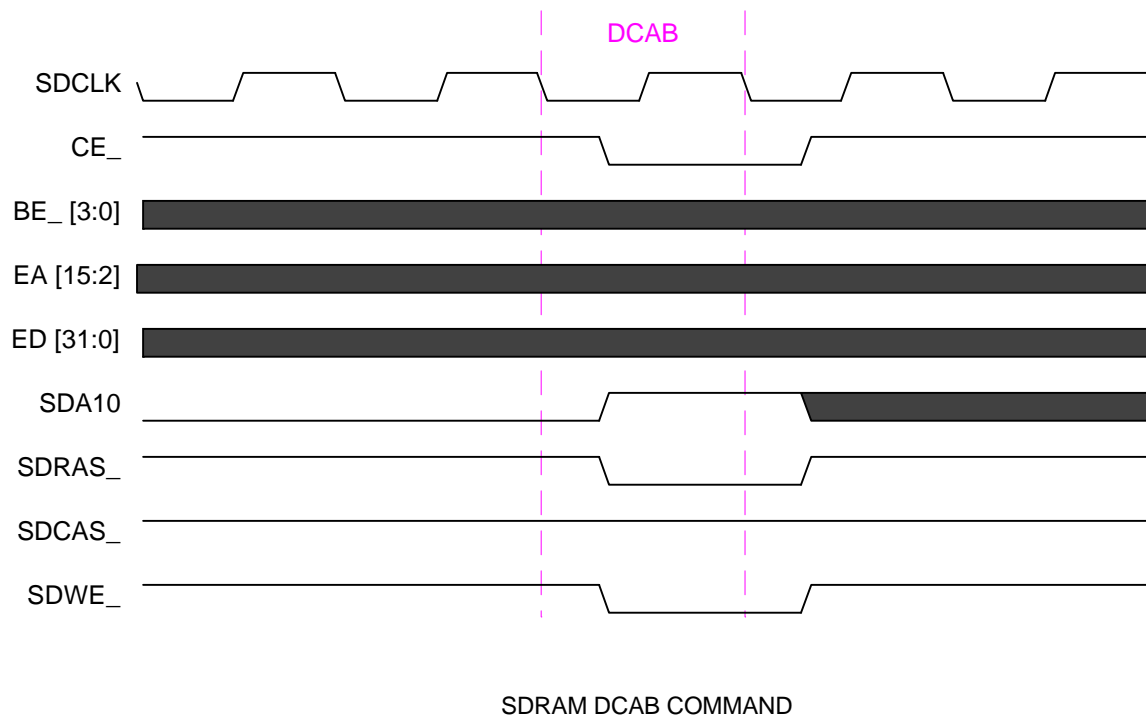 DCAB
SDCLK
CE_
BE_ [3:0]
EA [15:2]
ED [31:0]
SDA10
SDRAS_
SDCAS_
SDWE_
SDRAM DCAB COMMAND